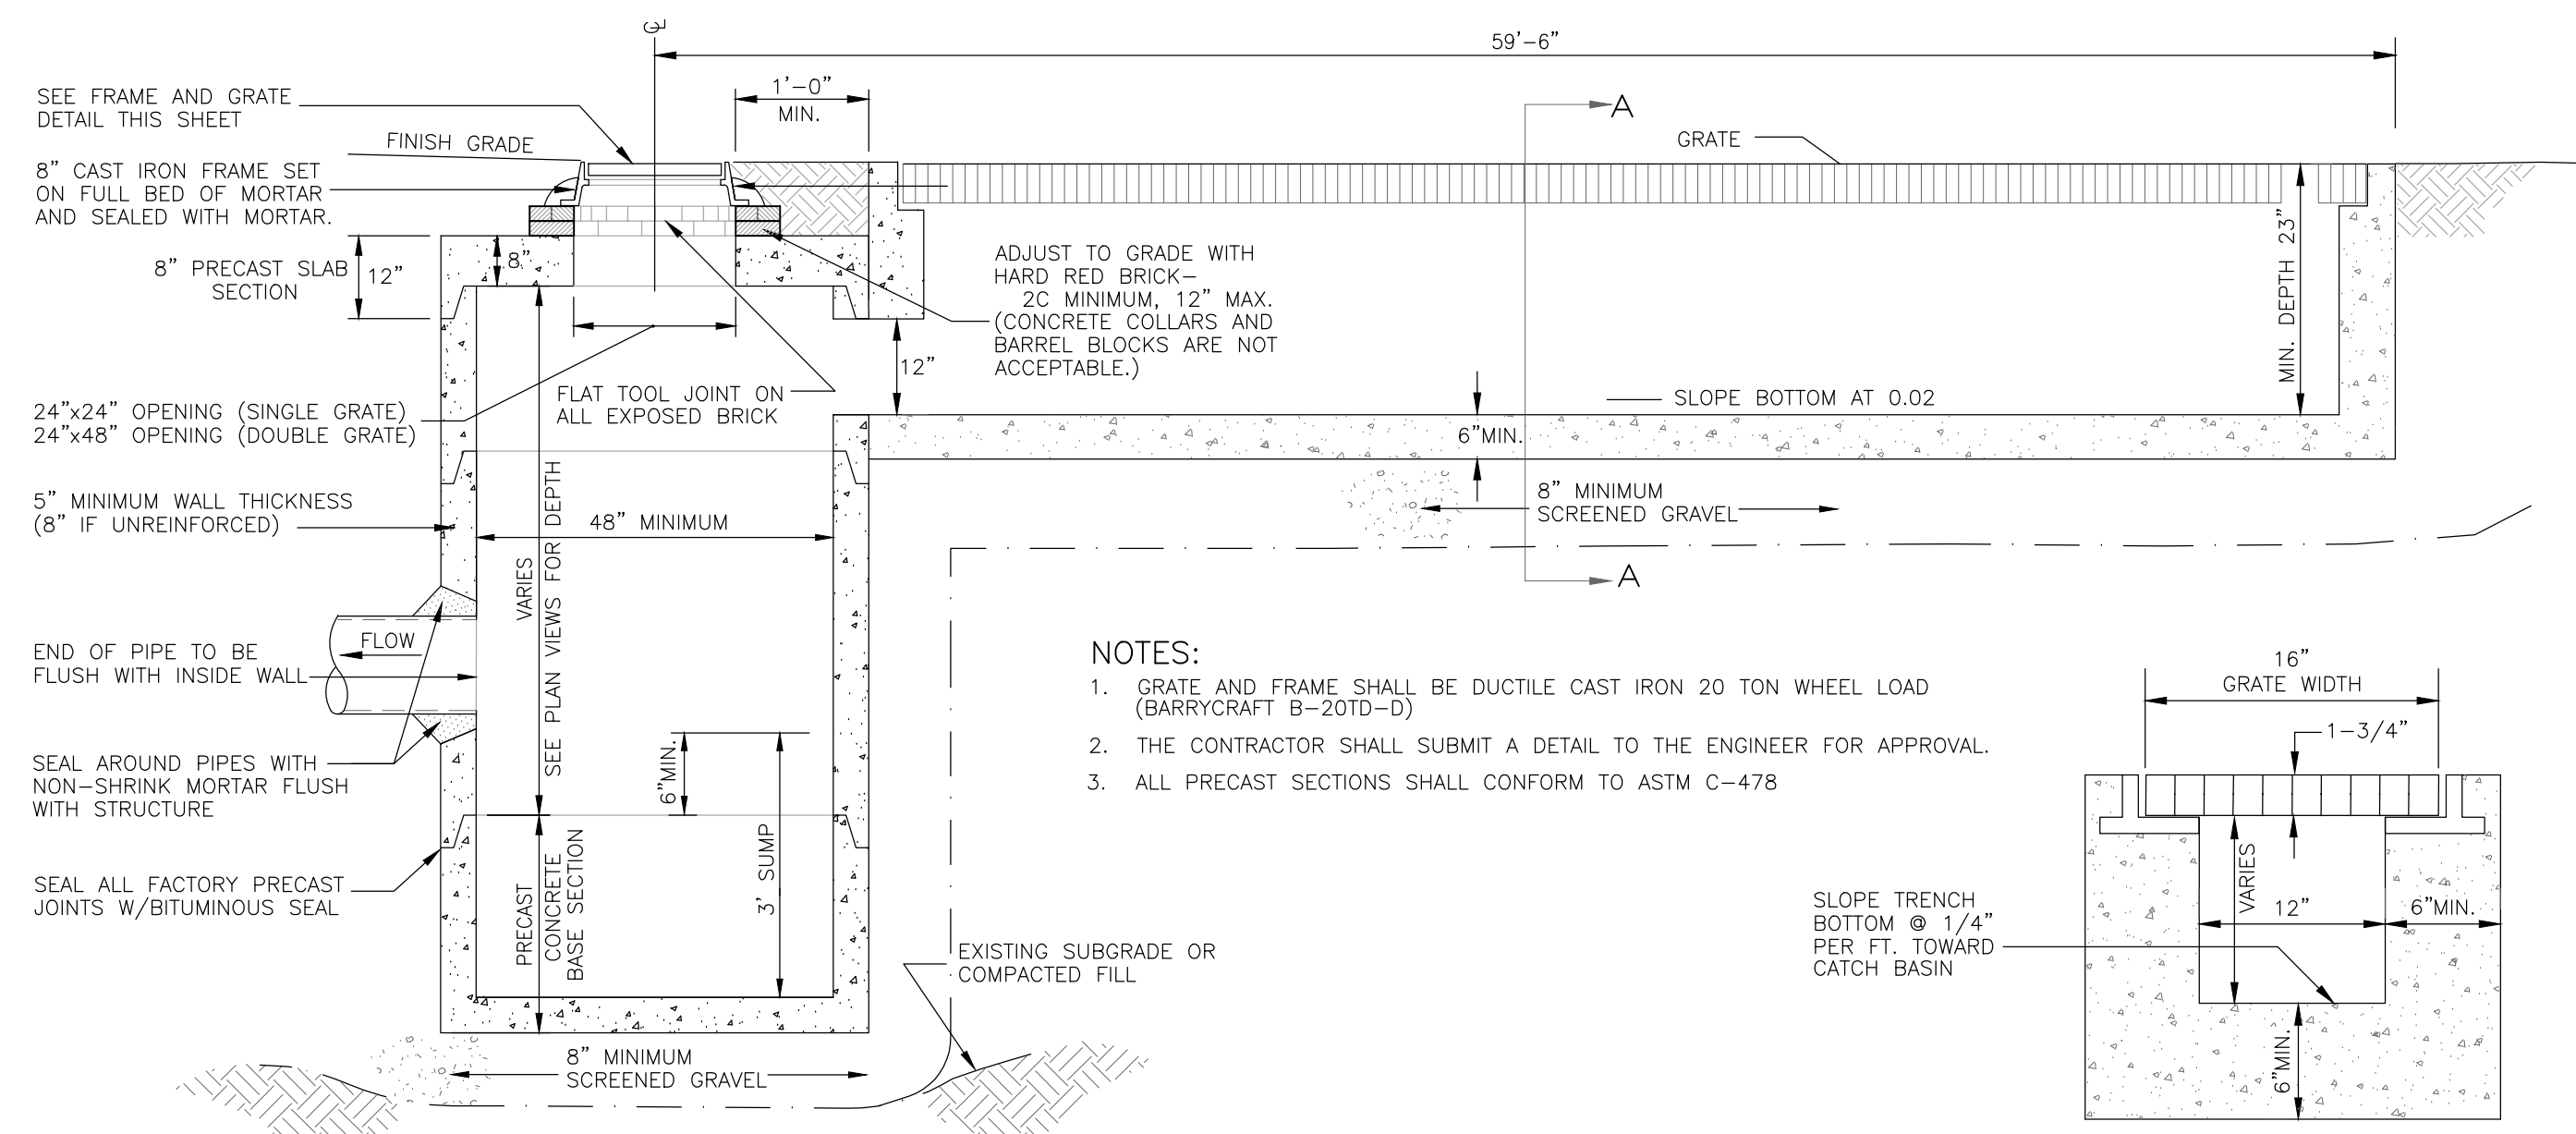 ℄
59'-6"
1'-0"
MIN.
SEE FRAME AND GRATE
DETAIL THIS SHEET
FINISH GRADE
8" CAST IRON FRAME SET
ON FULL BED OF MORTAR
AND SEALED WITH MORTAR.
8" PRECAST SLAB
SECTION
12"
8"
A
GRATE
ADJUST TO GRADE WITH
HARD RED BRICK-
2C MINIMUM, 12" MAX.
(CONCRETE COLLARS AND
BARREL BLOCKS ARE NOT
ACCEPTABLE.)
MIN. DEPTH 23"
12"
24"x24" OPENING (SINGLE GRATE)
24"x48" OPENING (DOUBLE GRATE)
FLAT TOOL JOINT ON
ALL EXPOSED BRICK
SLOPE BOTTOM AT 0.02
6"MIN.
5" MINIMUM WALL THICKNESS
(8" IF UNREINFORCED)
48" MINIMUM
VARIES
SEE PLAN VIEWS FOR DEPTH
8" MINIMUM
SCREENED GRAVEL
A
FLOW
END OF PIPE TO BE
FLUSH WITH INSIDE WALL
SEAL AROUND PIPES WITH
NON-SHRINK MORTAR FLUSH
WITH STRUCTURE
6"MIN.
3' SUMP
PRECAST
CONCRETE
BASE SECTION
SEAL ALL FACTORY PRECAST
JOINTS W/BITUMINOUS SEAL
8" MINIMUM
SCREENED GRAVEL
EXISTING SUBGRADE OR
COMPACTED FILL
NOTES:
1. GRATE AND FRAME SHALL BE DUCTILE CAST IRON 20 TON WHEEL LOAD
(BARRYCRAFT B-20TD-D)
2. THE CONTRACTOR SHALL SUBMIT A DETAIL TO THE ENGINEER FOR APPROVAL.
3. ALL PRECAST SECTIONS SHALL CONFORM TO ASTM C-478
16"
GRATE WIDTH
1-3/4"
VARIES
12"
6"MIN.
SLOPE TRENCH
BOTTOM @ 1/4"
PER FT. TOWARD
CATCH BASIN
6"MIN.